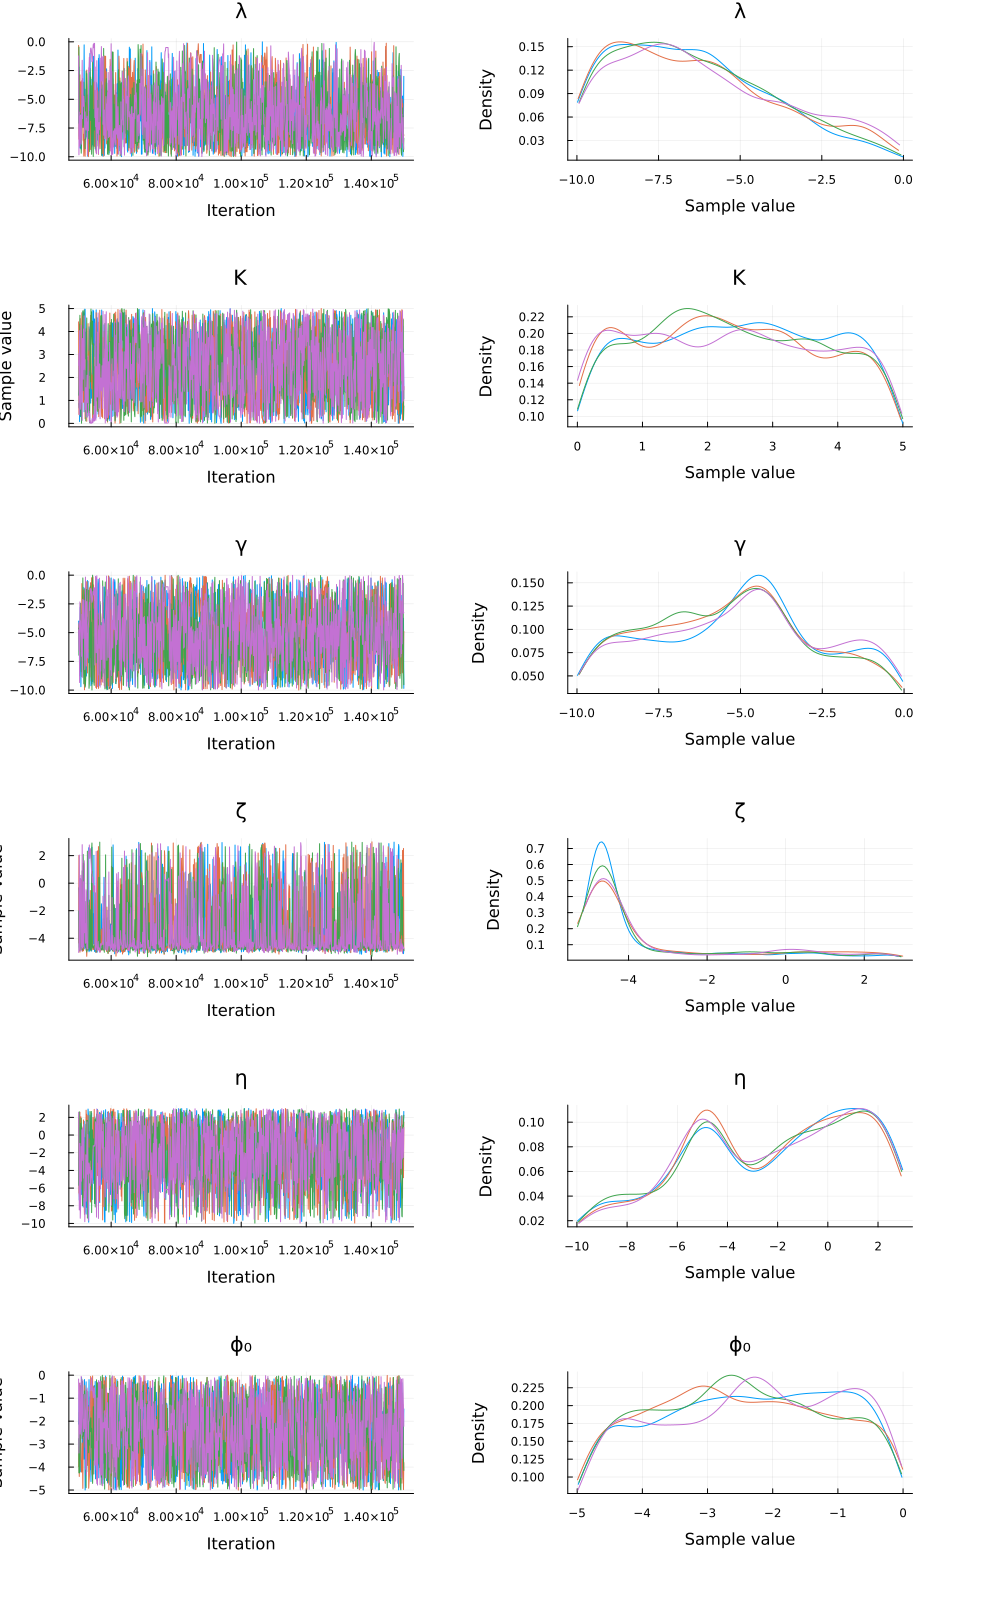 λ λ
0.0
−2.5
−5.0
−7.5
−10.0
6.00×10⁴ 8.00×10⁴ 1.00×10⁵ 1.20×10⁵ 1.40×10⁵
Iteration
Density
0.15
0.12
0.09
0.06
0.03
−10.0 −7.5 −5.0 −2.5 0.0
Sample value
K K
Sample value
5
4
3
2
1
0
6.00×10⁴ 8.00×10⁴ 1.00×10⁵ 1.20×10⁵ 1.40×10⁵
Iteration
Density
0.22
0.20
0.18
0.16
0.14
0.12
0.10
0 1 2 3 4 5
Sample value
γ γ
0.0
−2.5
−5.0
−7.5
−10.0
6.00×10⁴ 8.00×10⁴ 1.00×10⁵ 1.20×10⁵ 1.40×10⁵
Iteration
Density
0.150
0.125
0.100
0.075
0.050
−10.0 −7.5 −5.0 −2.5 0.0
Sample value
ζ ζ
2
0
−2
−4
6.00×10⁴ 8.00×10⁴ 1.00×10⁵ 1.20×10⁵ 1.40×10⁵
Iteration
Density
0.7
0.6
0.5
0.4
0.3
0.2
0.1
−4 −2 0 2
Sample value
η η
2
0
−2
−4
−6
−8
−10
6.00×10⁴ 8.00×10⁴ 1.00×10⁵ 1.20×10⁵ 1.40×10⁵
Iteration
Density
0.10
0.08
0.06
0.04
0.02
−10 −8 −6 −4 −2 0 2
Sample value
ϕ₀ ϕ₀
0
−1
−2
−3
−4
−5
6.00×10⁴ 8.00×10⁴ 1.00×10⁵ 1.20×10⁵ 1.40×10⁵
Iteration
Density
0.225
0.200
0.175
0.150
0.125
0.100
−5 −4 −3 −2 −1 0
Sample value